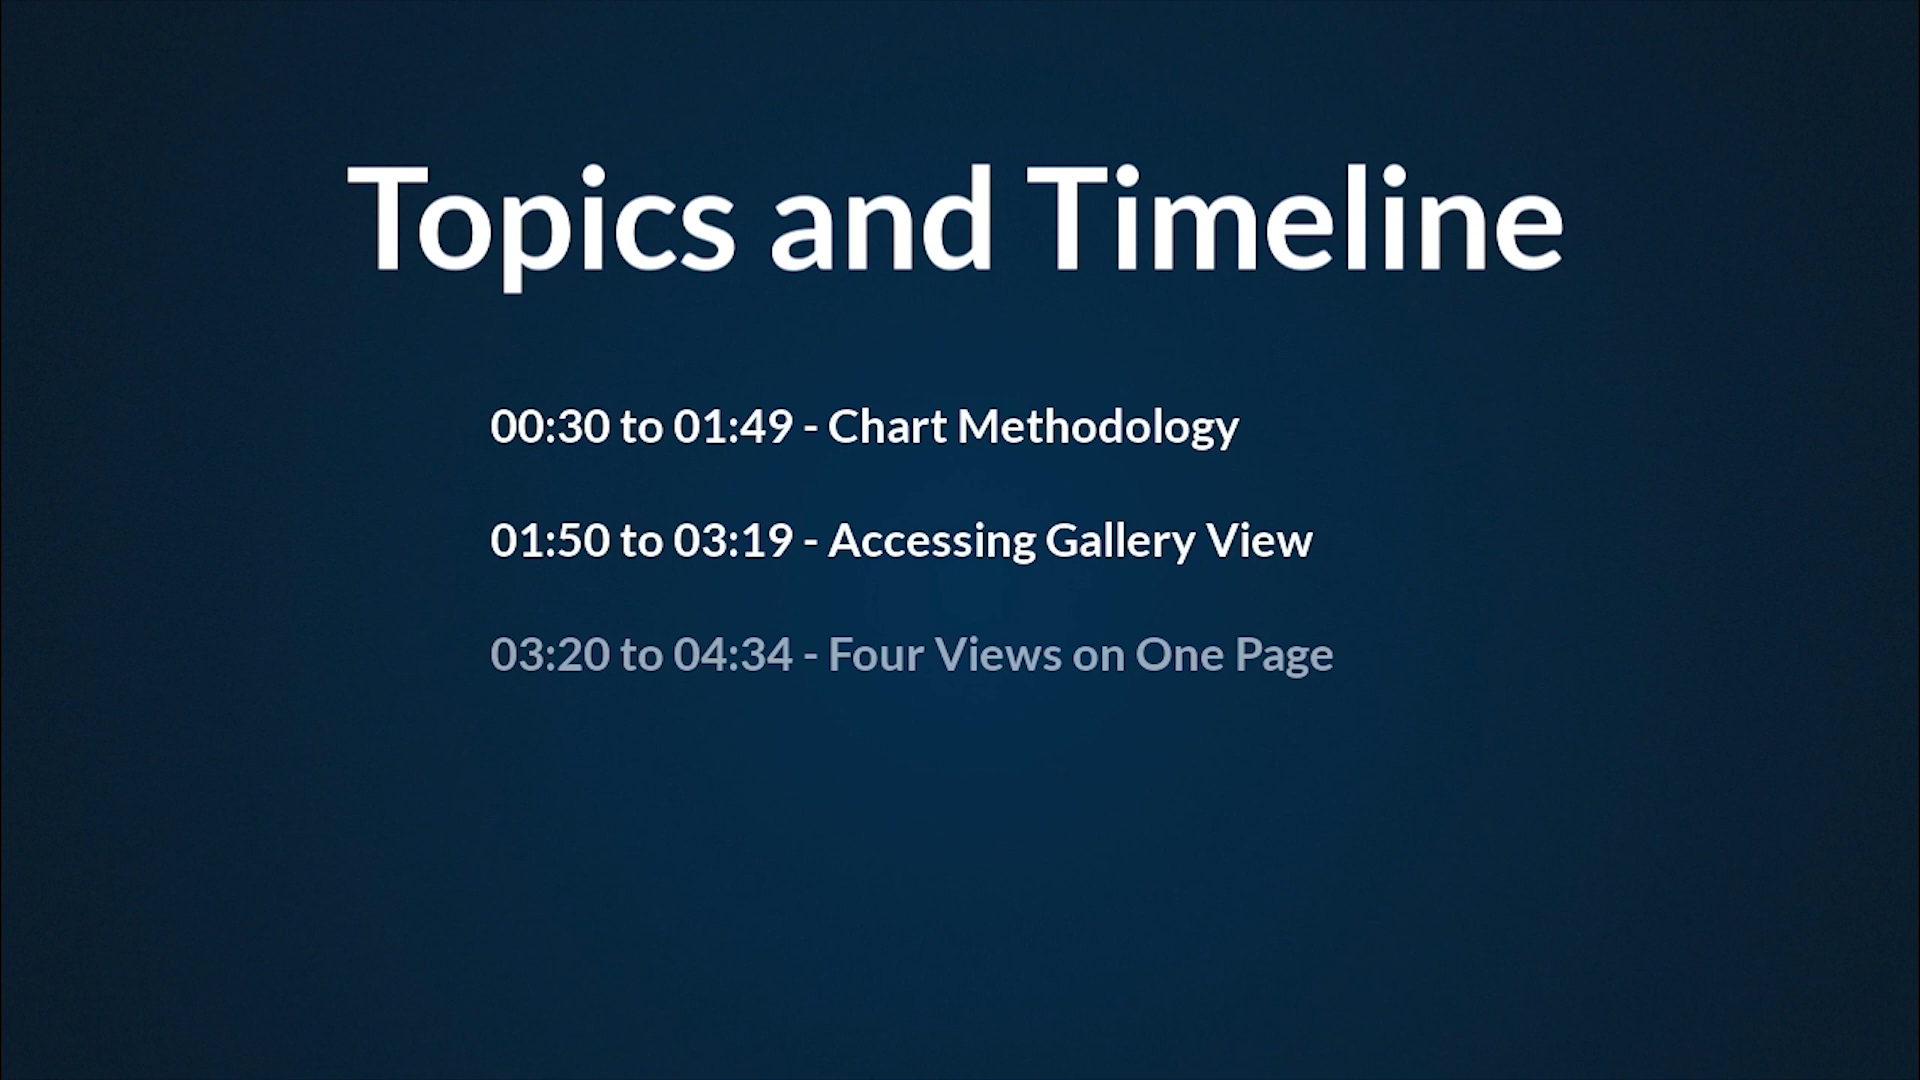 Topics and Timeline
00:30 to 01:49 - Chart Methodology
01:50 to 03:19 - Accessing Gallery View
03:20 to 04:34 - Four Views on One Page